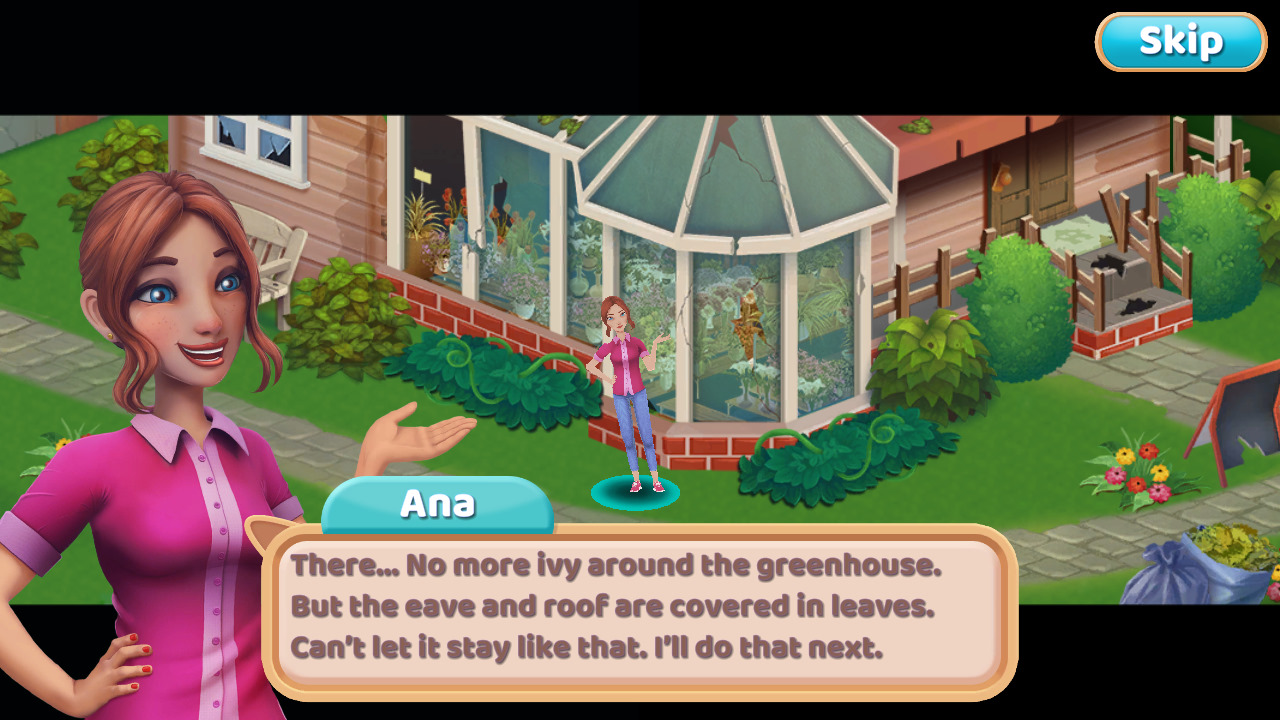 Skip
Ana
There... No more ivy around the greenhouse.
But the eave and roof are covered in leaves.
Can't let it stay like that. I'll do that next.